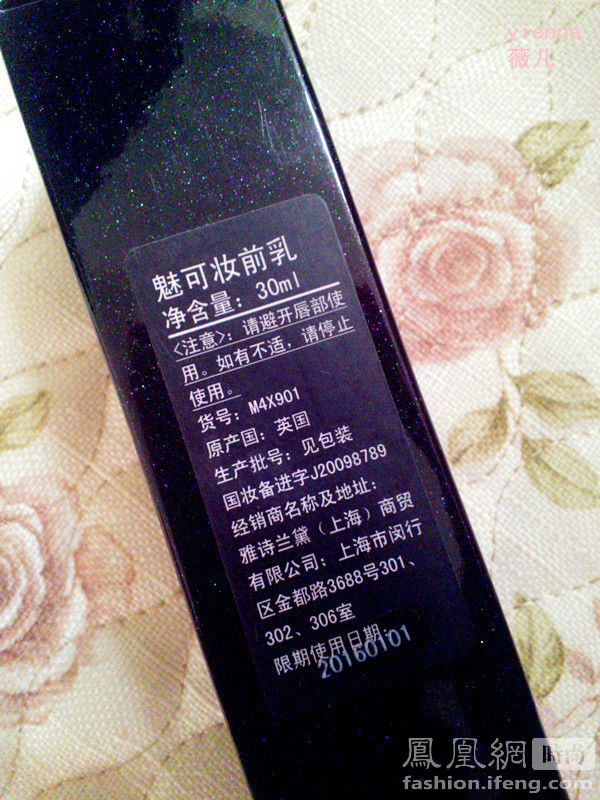 v.renna
薇儿
魅可妆前乳
净含量：30ml
<注意>：请避开唇部使
用。如有不适，请停止
使用。
货号：M4X901
原产国：英国
生产批号：见包装
国妆备进字J20098789
经销商名称及地址：
雅诗兰黛（上海）商贸
有限公司：上海市闵行
区金都路3688号301、
302、306室
限期使用日期：
20160101
鳳凰網 時尚
fashion.ifeng.com